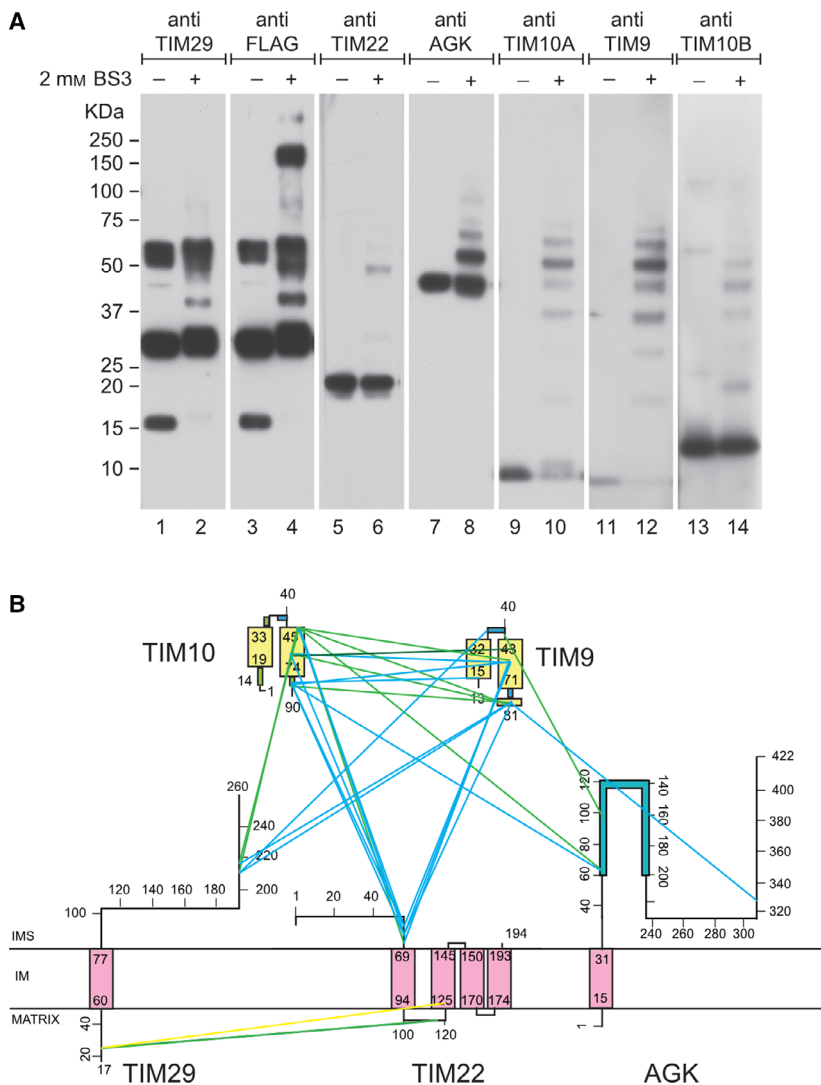 A
anti anti anti anti anti anti anti
TIM29 FLAG TIM22 AGK TIM10A TIM9 TIM10B
2 mM BS3 − + − + − + − + − + − + − +
KDa
250
150
100
75
50
37
25
20
15
10
1 2 3 4 5 6 7 8 9 10 11 12 13 14
B
40 40
33 45 32 43
TIM10 TIM9
19 74 15 71
14 1 90 13 81
260 422
240 400
220 380
200 360
340
320
120 140 160 180
100
1 20 40
120 140
100 160
80 180
60 200
40
240 260 280 300
IMS 194
77 69 145 150 193 31
IM
60 94 125 170 174 15
MATRIX 40 100 120 1
20
17
TIM29 TIM22 AGK